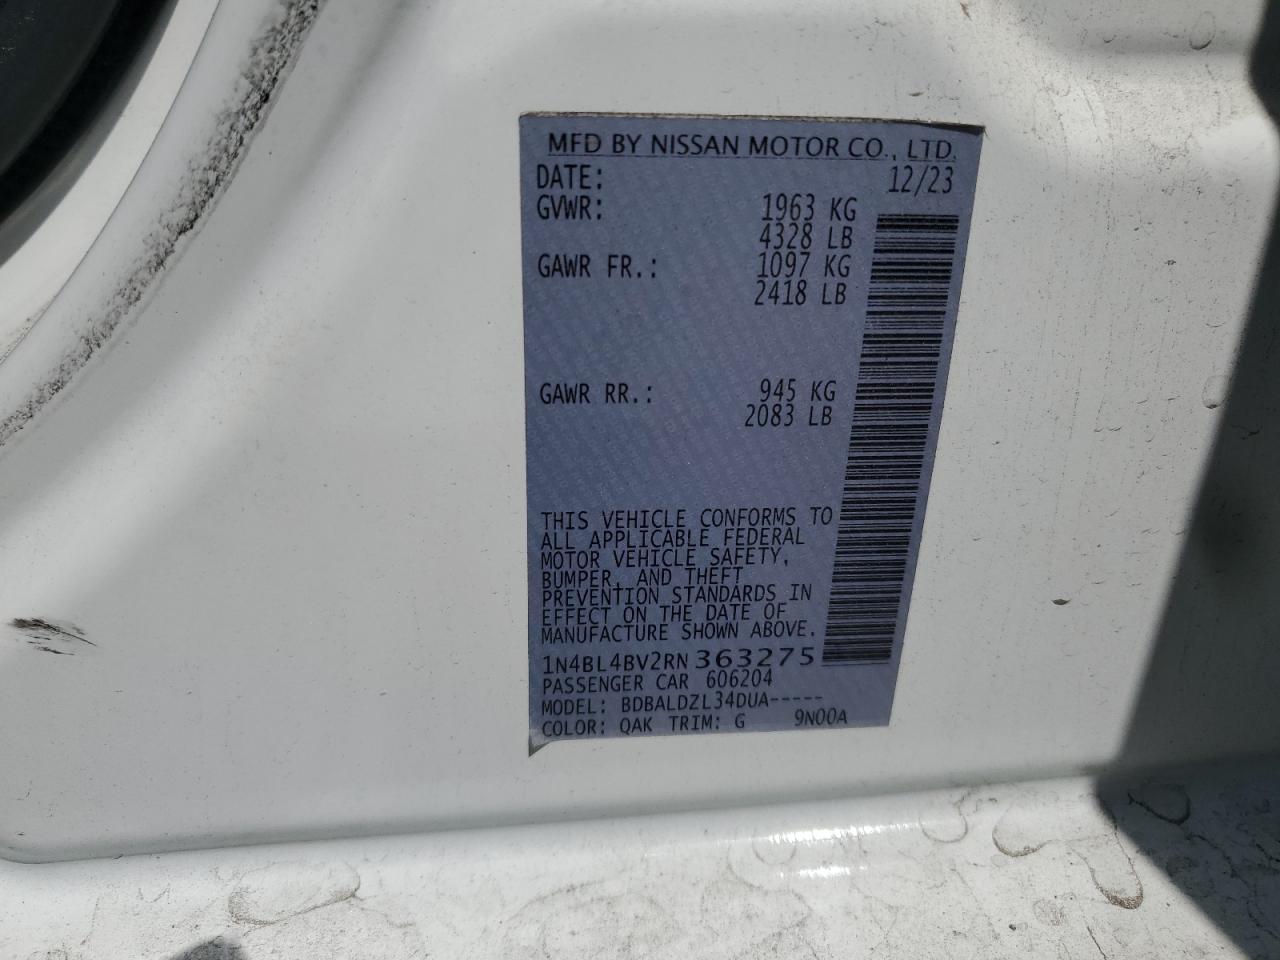 MFD BY NISSAN MOTOR CO., LTD.
DATE: 12/23
GVWR: 1963 KG
4328 LB
GAWR FR.: 1097 KG
2418 LB
GAWR RR.: 945 KG
2083 LB
THIS VEHICLE CONFORMS TO
ALL APPLICABLE FEDERAL
MOTOR VEHICLE SAFETY,
BUMPER, AND THEFT
PREVENTION STANDARDS IN
EFFECT ON THE DATE OF
MANUFACTURE SHOWN ABOVE.
1N4BL4BV2RN363275
PASSENGER CAR 606204
MODEL: BDBALDZL34DUA-----
COLOR: QAK TRIM: G 9N00A